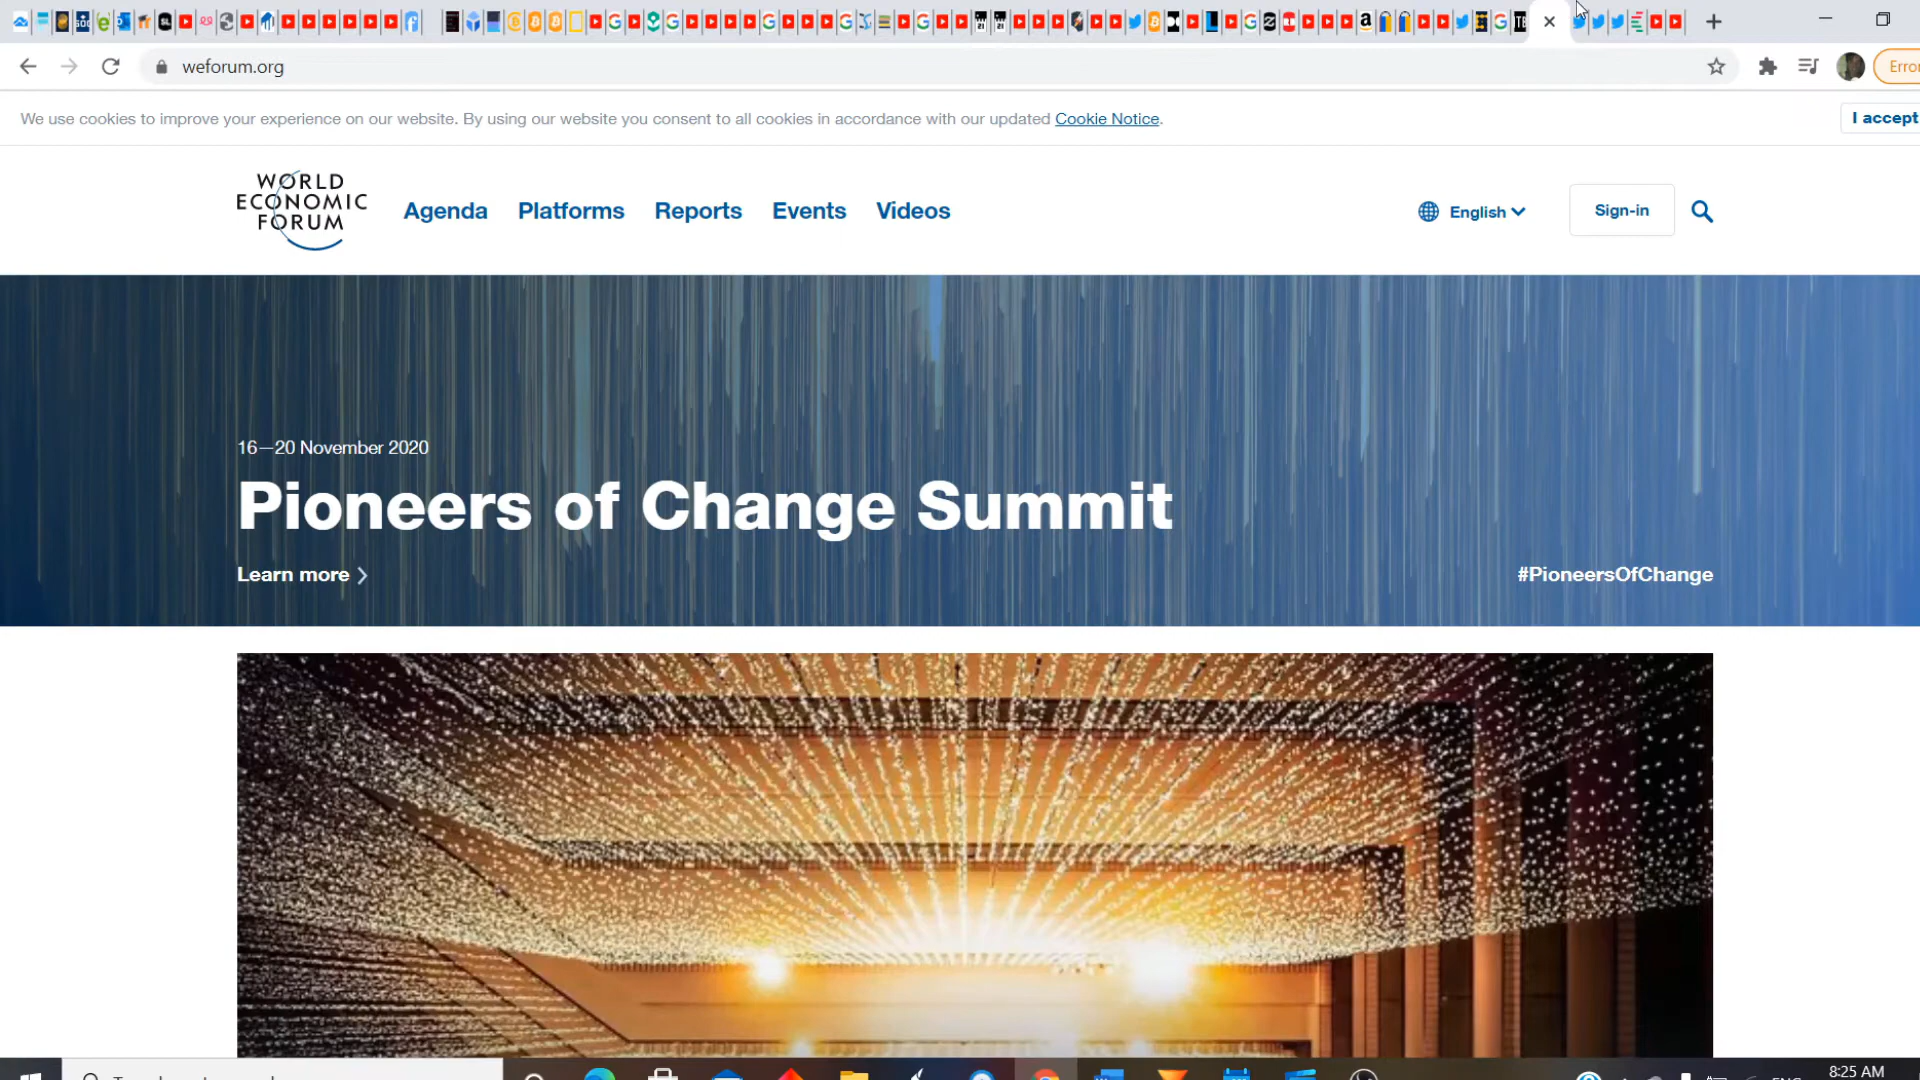 weforum.org
Error
We use cookies to improve your experience on our website. By using our website you consent to all cookies in accordance with our updated Cookie Notice.
I accept
WORLD
ECONOMIC
FORUM
Agenda Platforms Reports Events Videos
English
Sign-in
16—20 November 2020
Pioneers of Change Summit
Learn more
#PioneersOfChange
8:25 AM